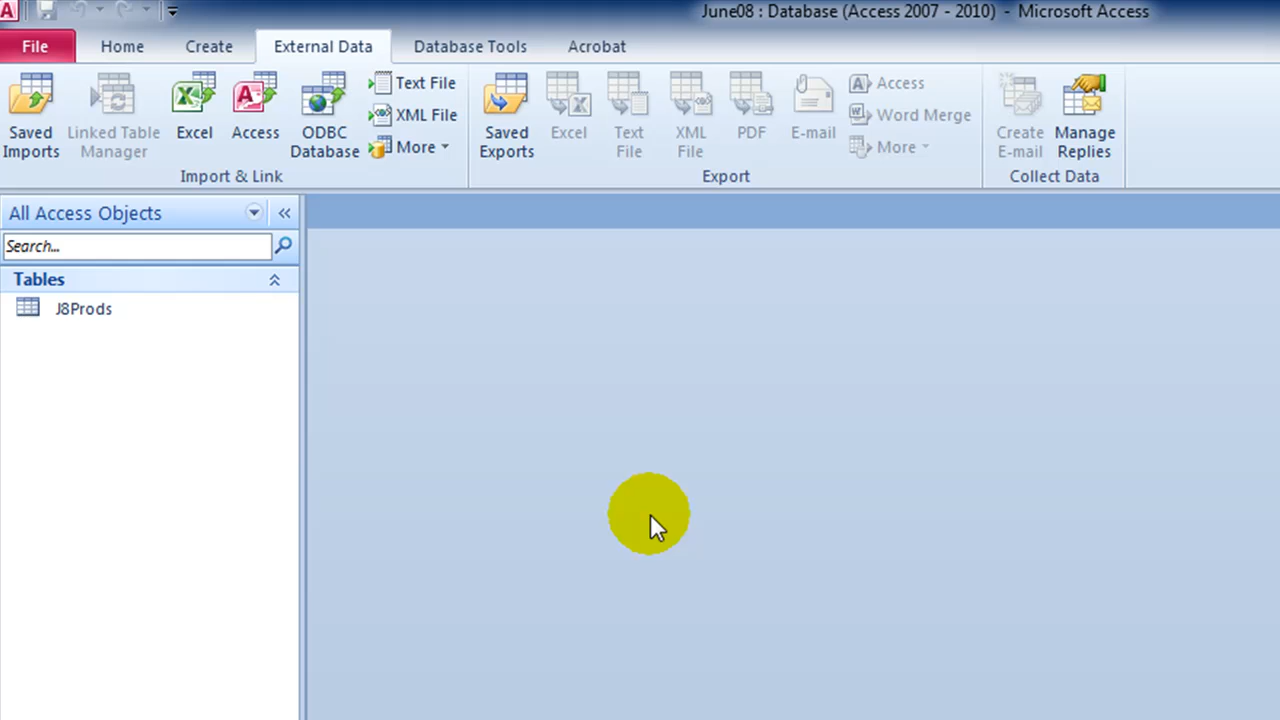 June08 : Database (Access 2007 - 2010) - Microsoft Access
File Home Create External Data Database Tools Acrobat
Saved Imports
Linked Table Manager
Excel
Access
ODBC Database
Text File
XML File
More
Import & Link
Saved Exports
Excel
Text File
XML File
PDF
E-mail
Access
Word Merge
More
Export
Create E-mail
Manage Replies
Collect Data
All Access Objects
Search...
Tables
J8Prods